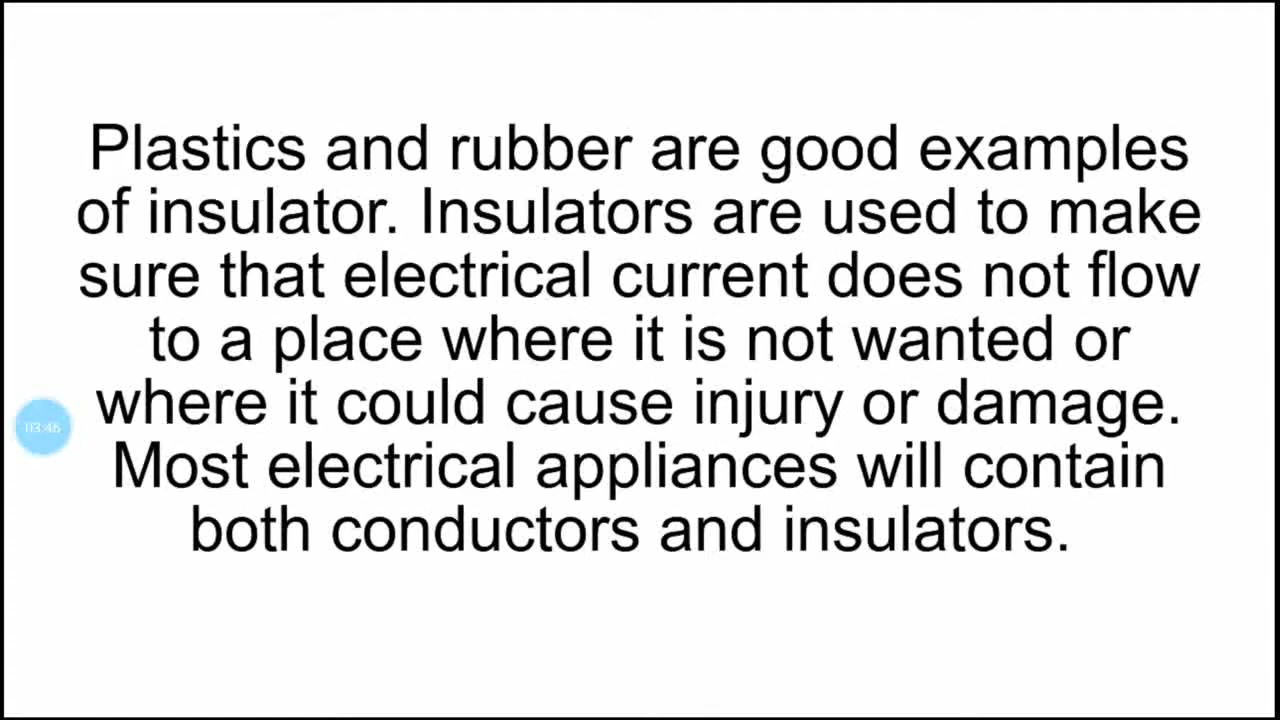 Plastics and rubber are good examples
of insulator. Insulators are used to make
sure that electrical current does not flow
to a place where it is not wanted or
where it could cause injury or damage.
Most electrical appliances will contain
both conductors and insulators.